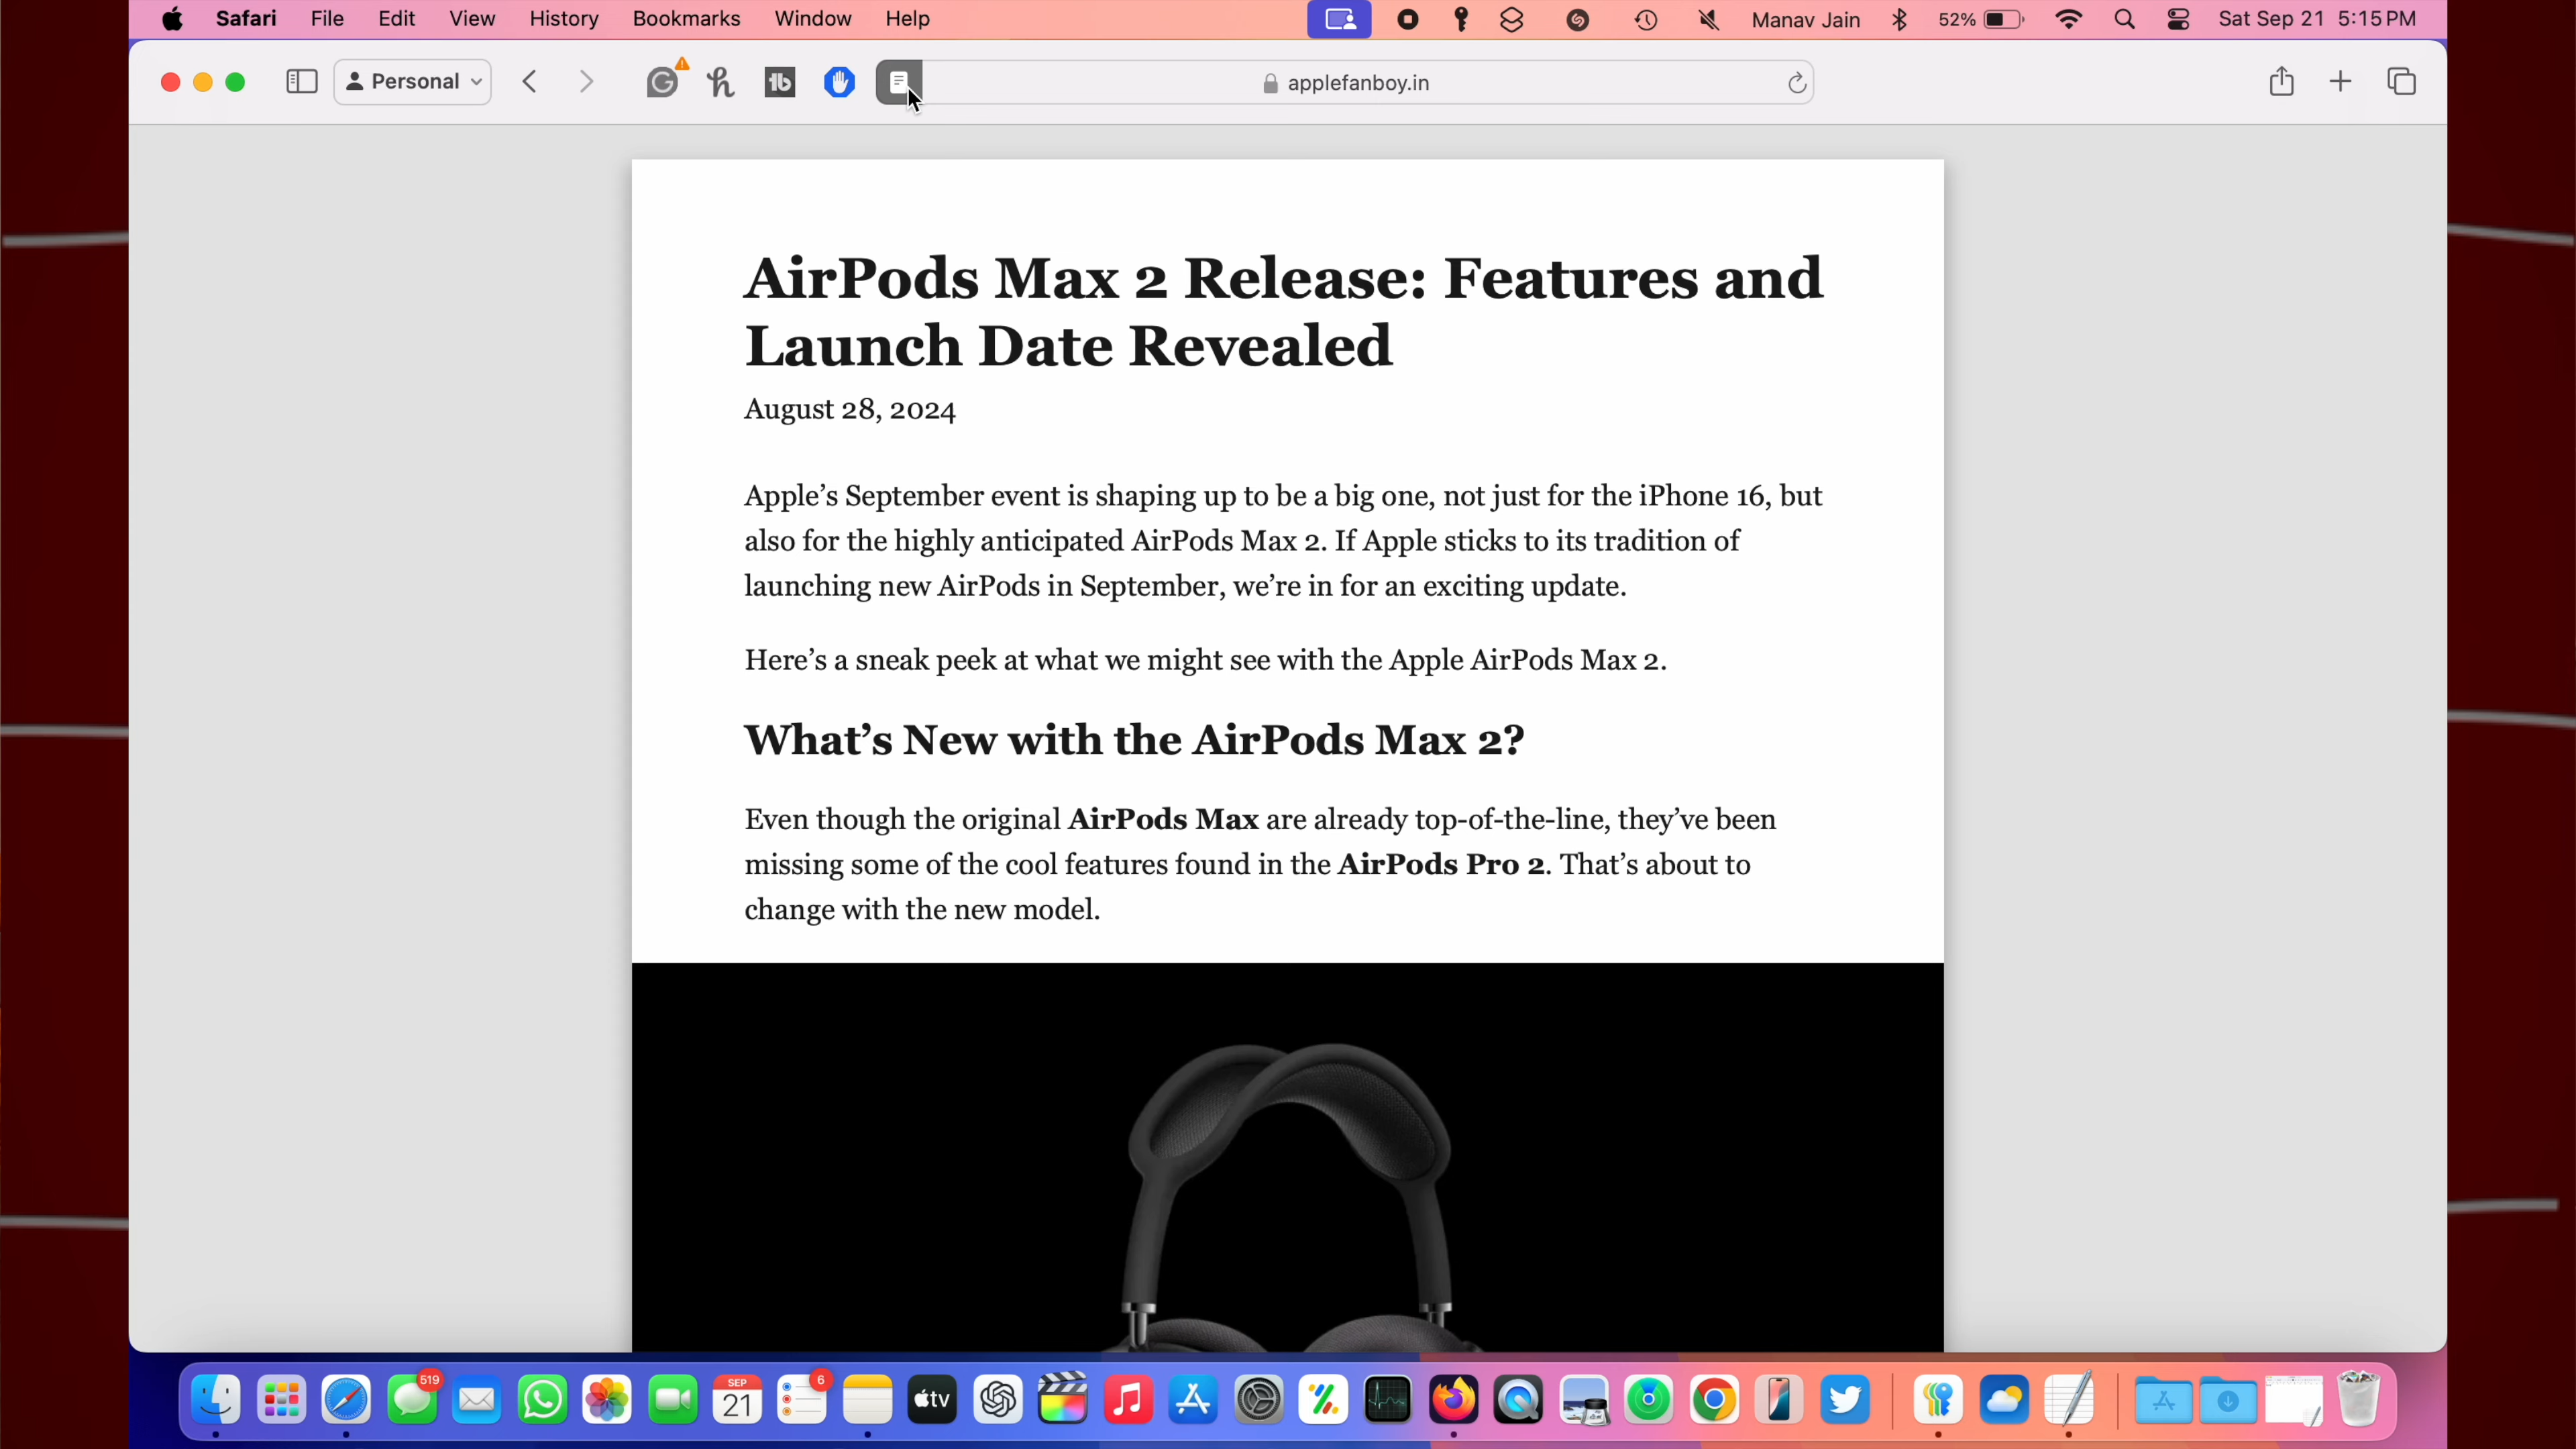 Safari File Edit View History Bookmarks Window Help Manav Jain 52% Sat Sep 21 5:15 PM
Personal applefanboy.in
AirPods Max 2 Release: Features and
Launch Date Revealed
August 28, 2024
Apple’s September event is shaping up to be a big one, not just for the iPhone 16, but
also for the highly anticipated AirPods Max 2. If Apple sticks to its tradition of
launching new AirPods in September, we’re in for an exciting update.
Here’s a sneak peek at what we might see with the Apple AirPods Max 2.
What’s New with the AirPods Max 2?
Even though the original AirPods Max are already top-of-the-line, they’ve been
missing some of the cool features found in the AirPods Pro 2. That’s about to
change with the new model.
519
SEP
21
6
tv